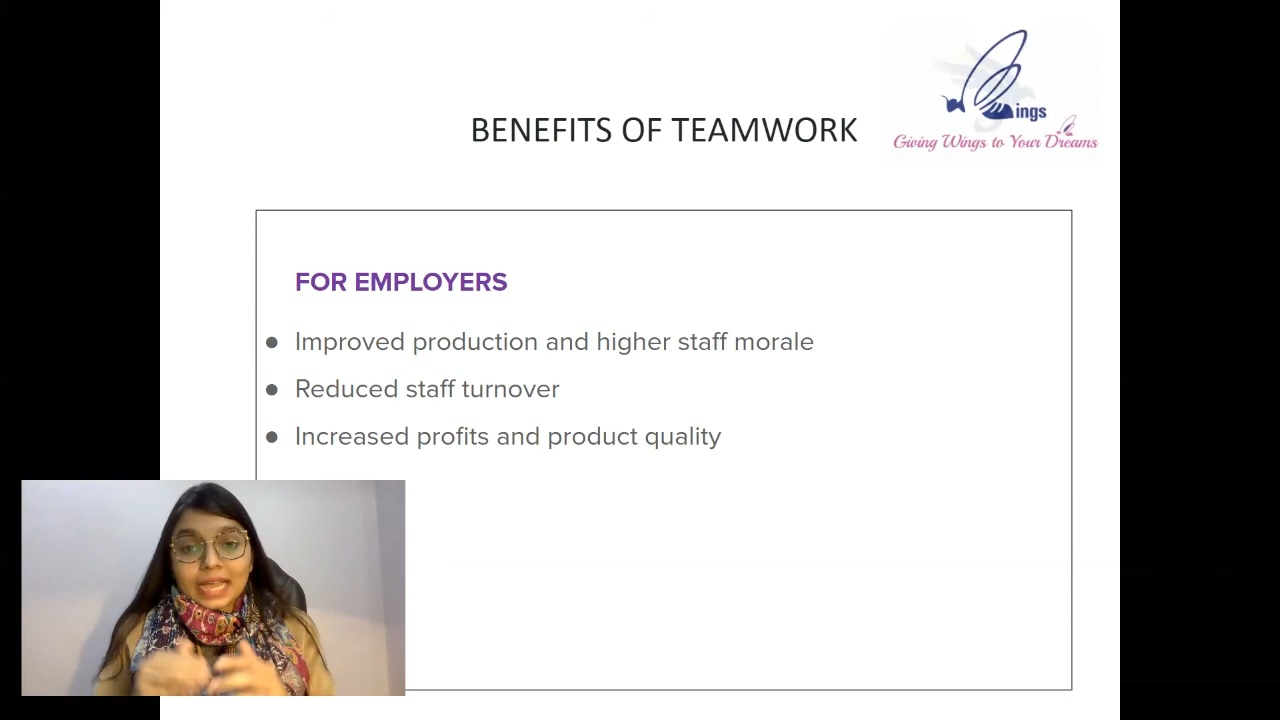 BENEFITS OF TEAMWORK
ings
Giving Wings to Your Dreams
FOR EMPLOYERS
● Improved production and higher staff morale
● Reduced staff turnover
● Increased profits and product quality